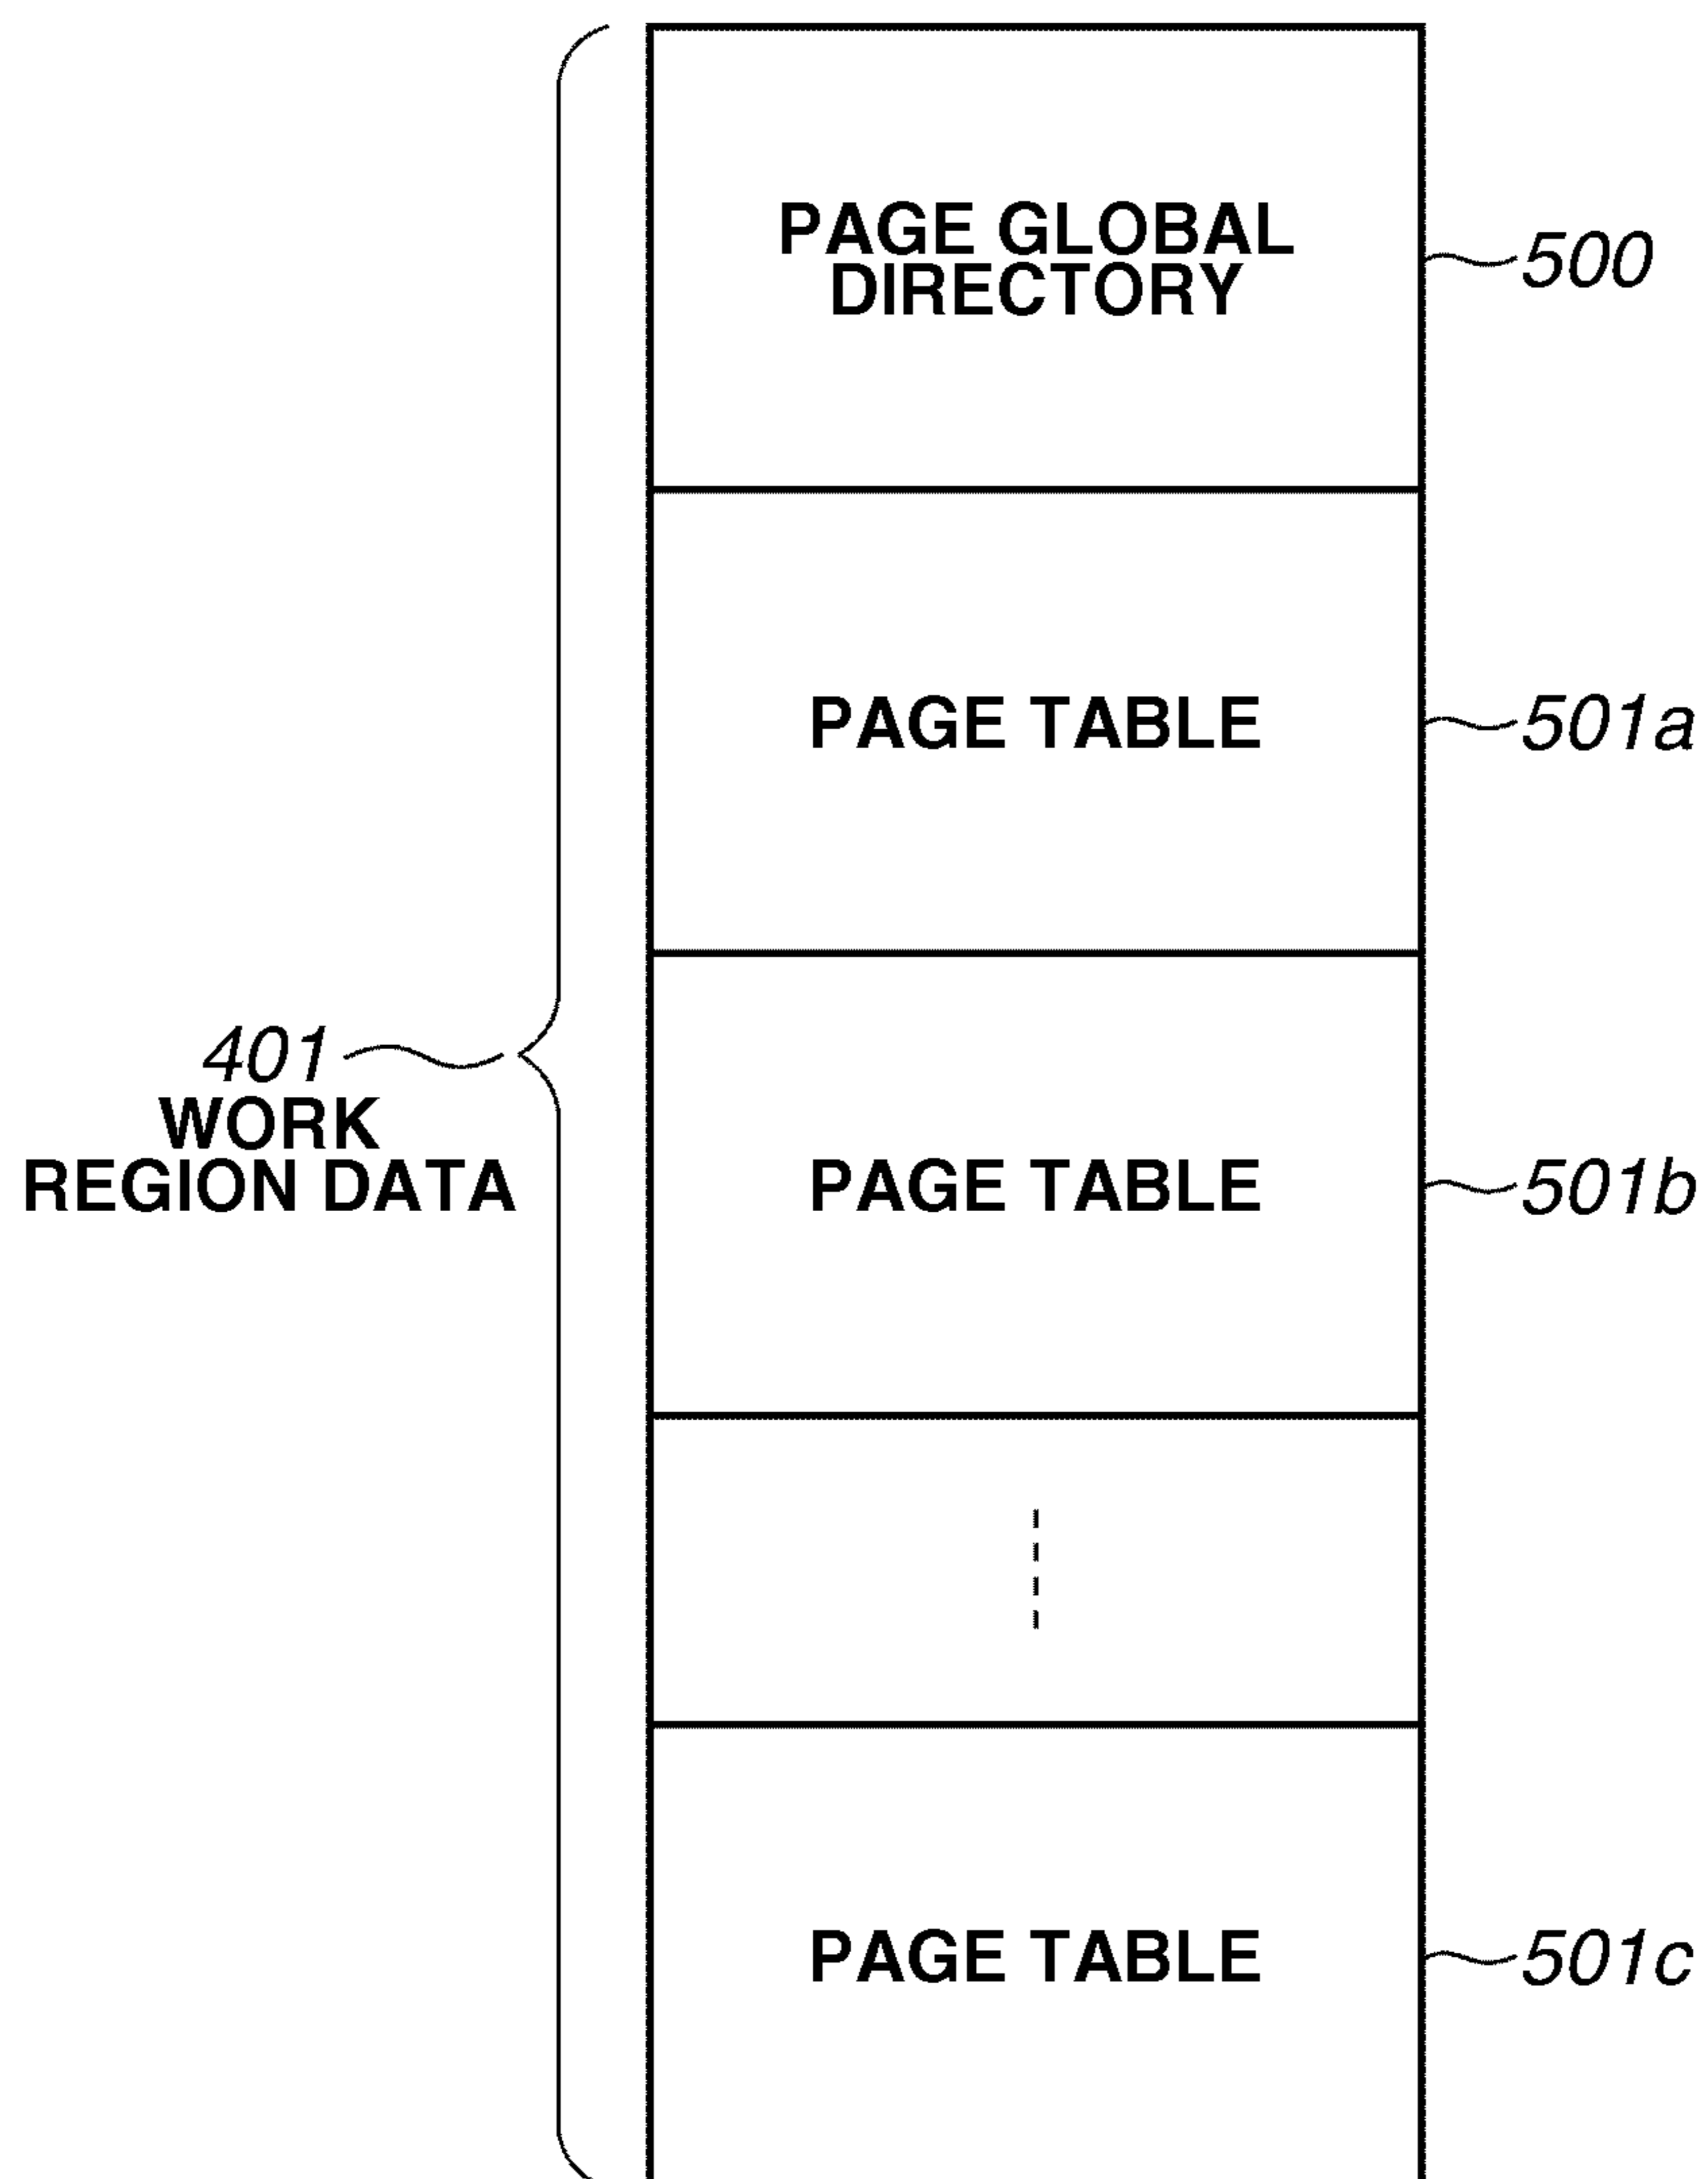 PAGE GLOBAL
DIRECTORY
500
PAGE TABLE
501a
401
WORK
REGION DATA
PAGE TABLE
501b
PAGE TABLE
501c